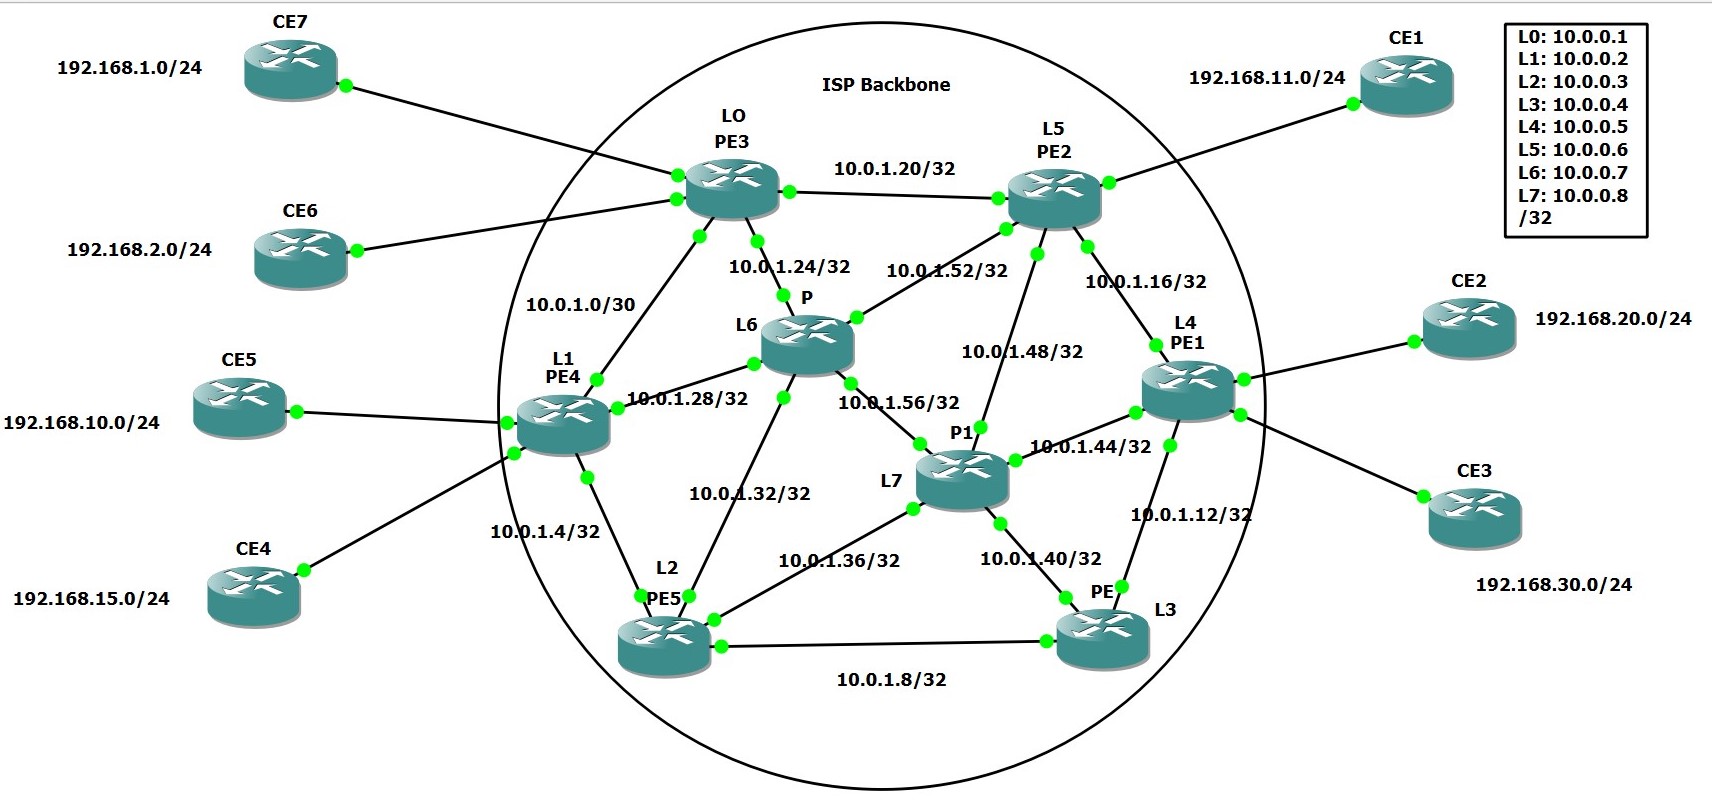 CE7
192.168.1.0/24
CE6
192.168.2.0/24
CE5
192.168.10.0/24
CE4
192.168.15.0/24
ISP Backbone
LO
PE3
10.0.1.20/32
L5
PE2
CE1
192.168.11.0/24
L0: 10.0.0.1
L1: 10.0.0.2
L2: 10.0.0.3
L3: 10.0.0.4
L4: 10.0.0.5
L5: 10.0.0.6
L6: 10.0.0.7
L7: 10.0.0.8
/32
10.0.1.24/32
10.0.1.52/32
10.0.1.16/32
10.0.1.0/30
P
L6
L4
PE1
CE2
192.168.20.0/24
10.0.1.48/32
L1
PE4
10.0.1.28/32
10.0.1.56/32
P1
10.0.1.44/32
L7
CE3
192.168.30.0/24
10.0.1.32/32
10.0.1.12/32
10.0.1.4/32
10.0.1.36/32
10.0.1.40/32
L2
PE5
PE
L3
10.0.1.8/32